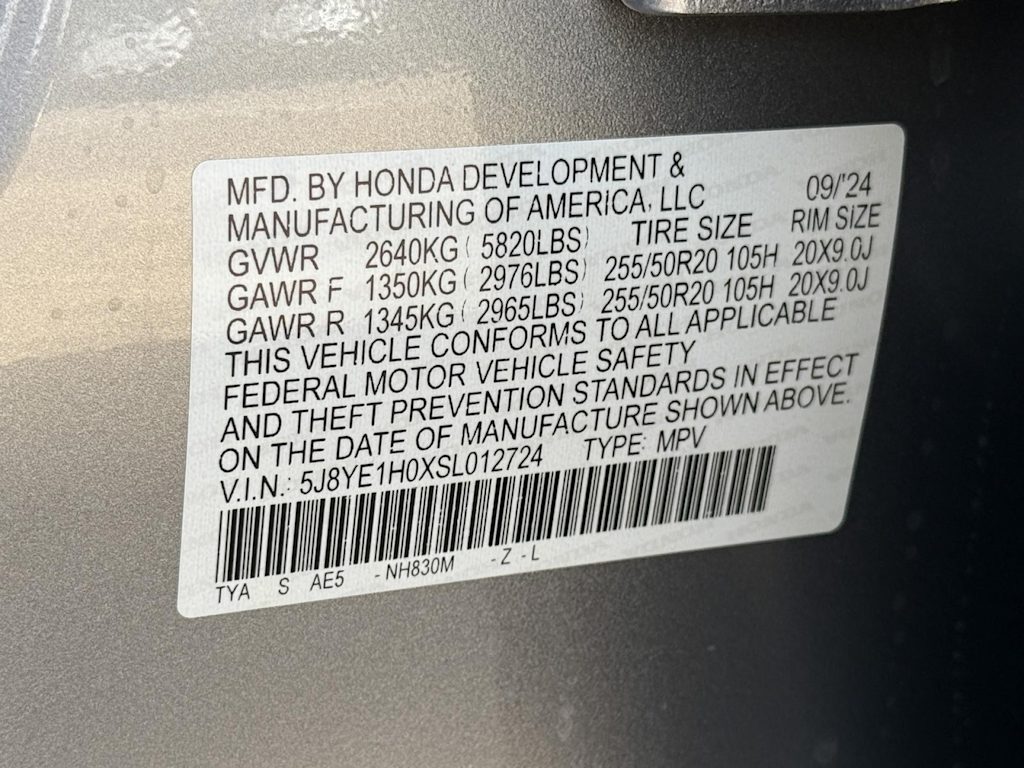 MFD. BY HONDA DEVELOPMENT &
MANUFACTURING OF AMERICA, LLC 09/'24
GVWR 2640KG ( 5820LBS) TIRE SIZE RIM SIZE
GAWR F 1350KG ( 2976LBS) 255/50R20 105H 20X9.0J
GAWR R 1345KG ( 2965LBS) 255/50R20 105H 20X9.0J
THIS VEHICLE CONFORMS TO ALL APPLICABLE
FEDERAL MOTOR VEHICLE SAFETY
AND THEFT PREVENTION STANDARDS IN EFFECT
ON THE DATE OF MANUFACTURE SHOWN ABOVE.
V.I.N.: 5J8YE1H0XSL012724 TYPE: MPV
TYA S AE5 - NH830M - Z - L